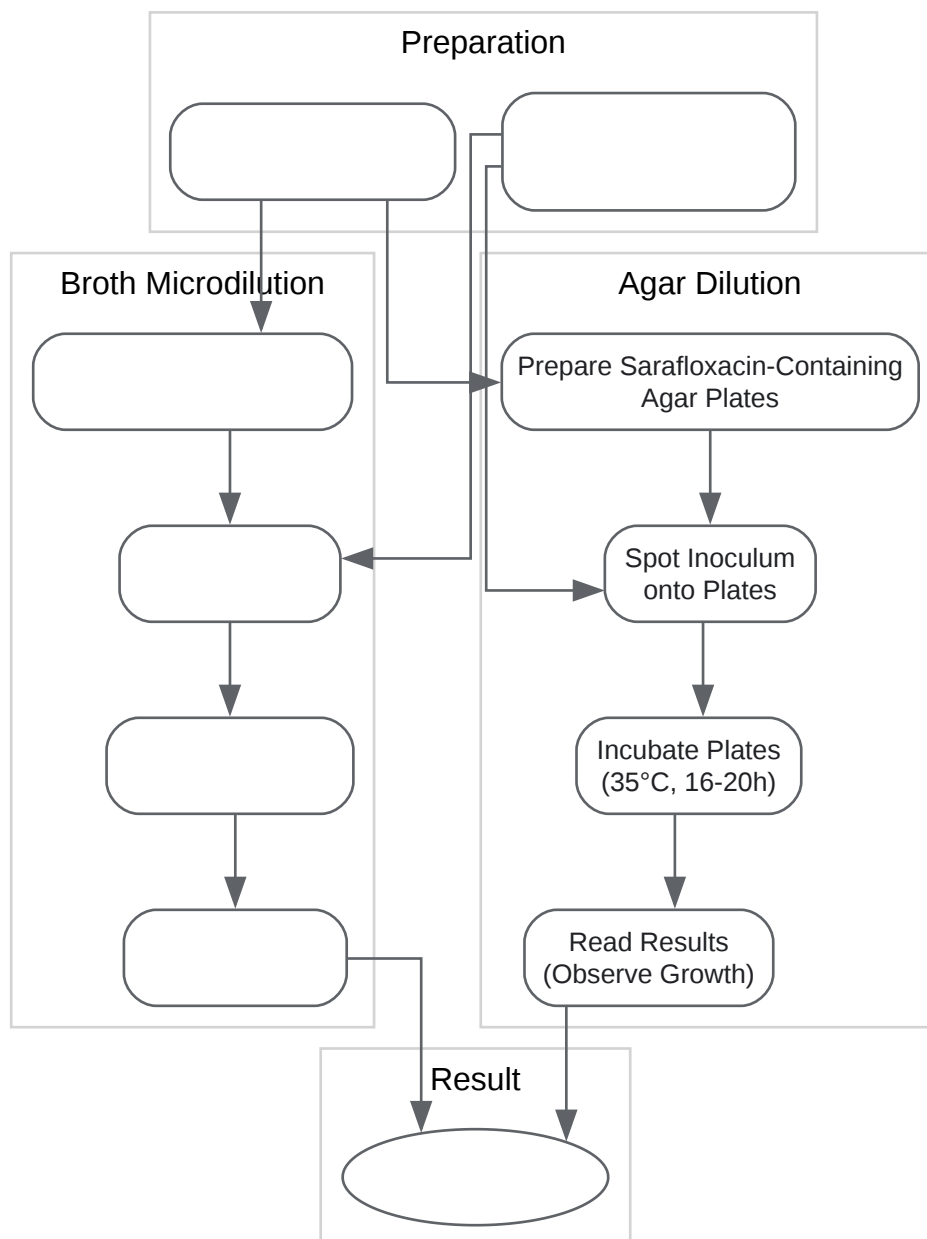 Preparation
Broth Microdilution
Agar Dilution
Prepare Sarafloxacin-Containing
Agar Plates
Spot Inoculum
onto Plates
Incubate Plates
(35°C, 16-20h)
Read Results
(Observe Growth)
Result